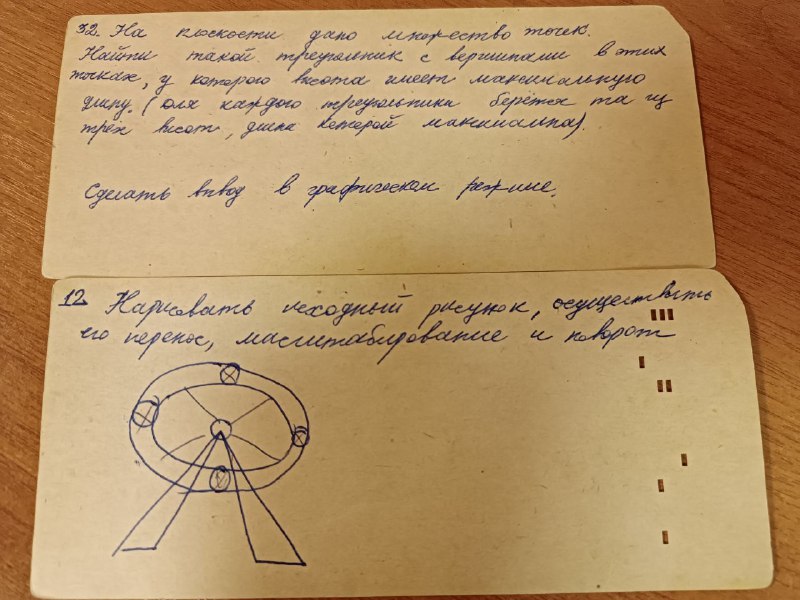 32. На плоскости дано множество точек.
Найти такой треугольник с вершинами в этих
точках, у которого высота имеет максимальную
длину. (для каждого треугольника берётся та из
трёх высот, длина которой максимальна).
Сделать вывод в графическом режиме.
12 Нарисовать исходный рисунок, осуществить
его перенос, масштабирование и поворот